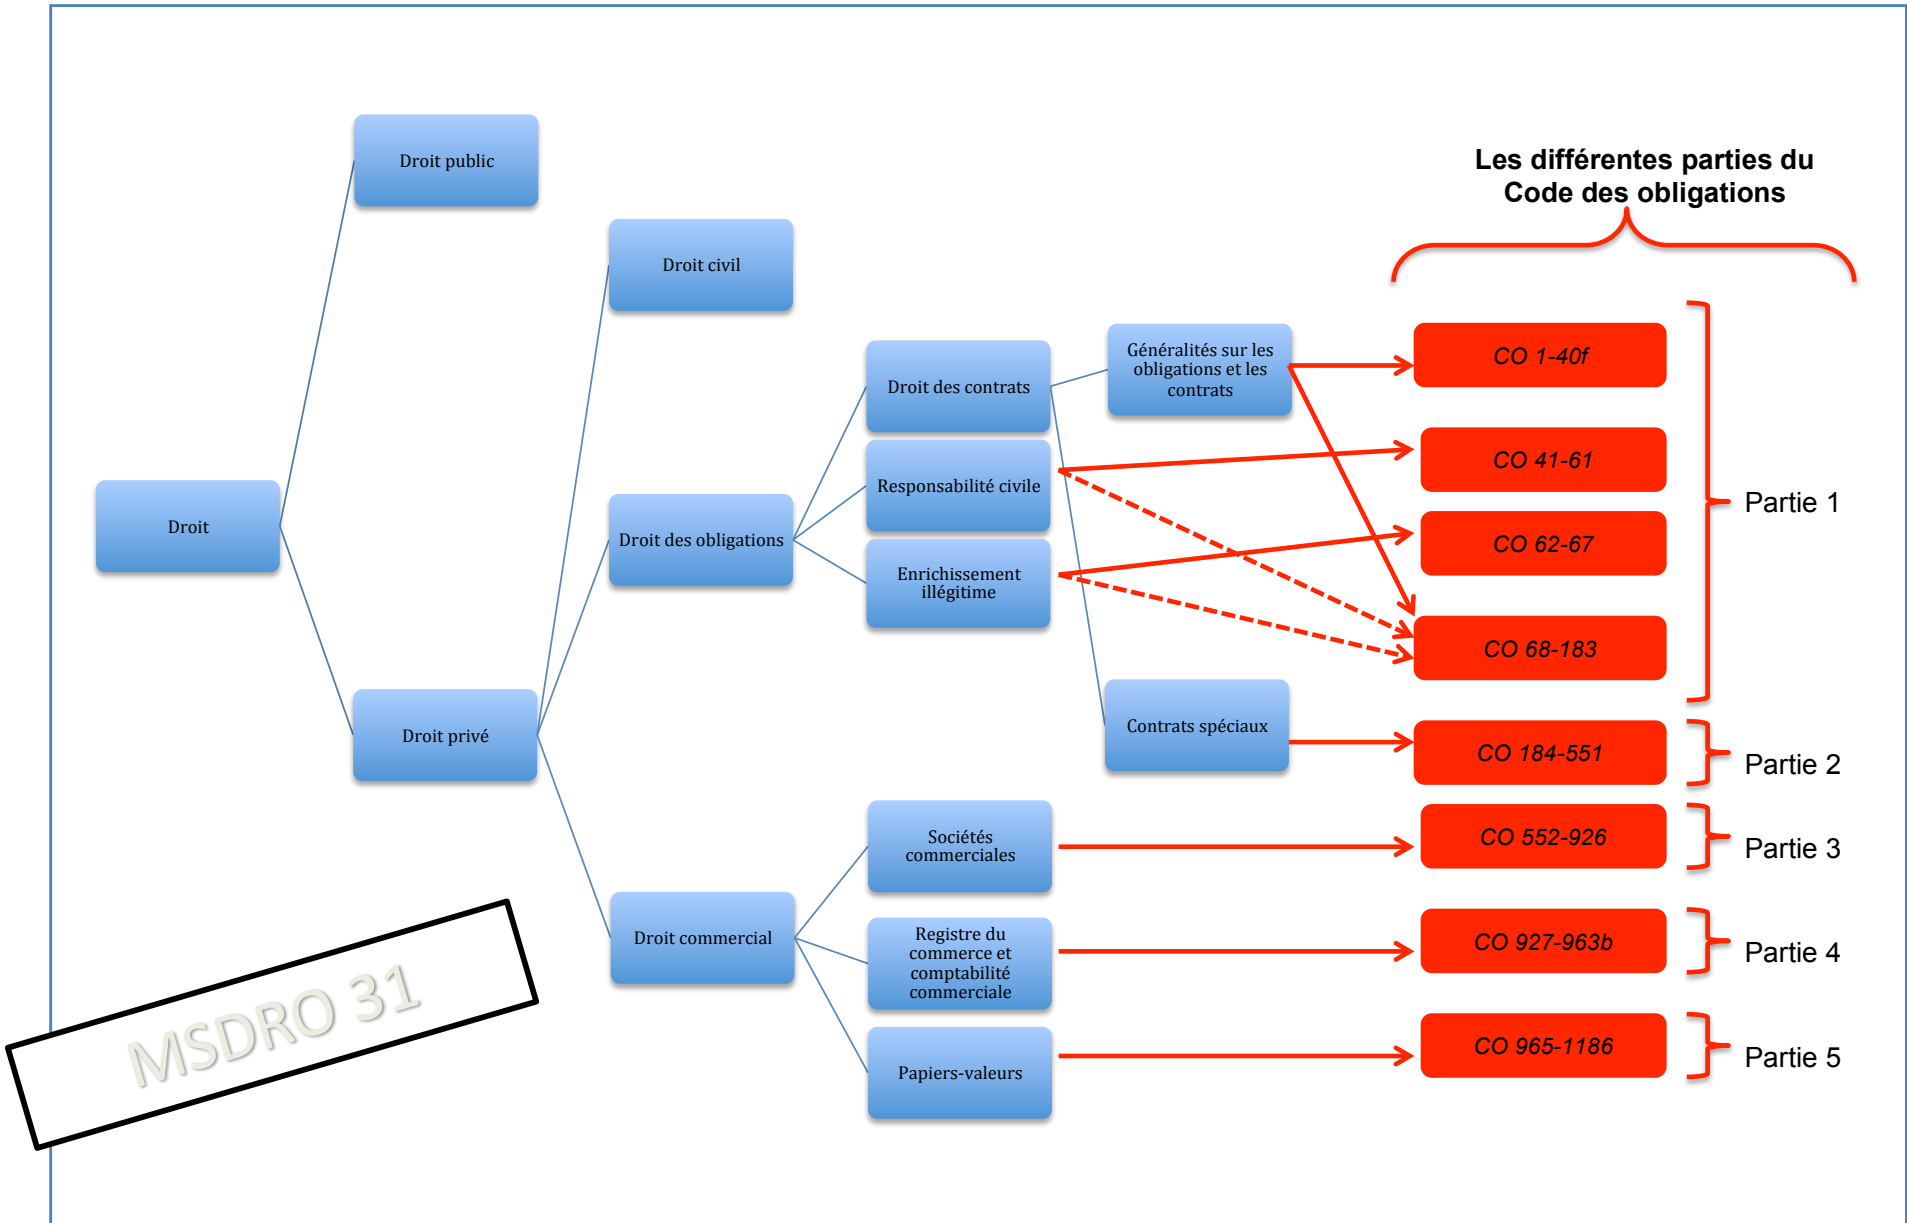 Droit public
Les différentes parties du
Code des obligations
Droit civil
Généralités sur les
obligations et les
contrats
CO 1-40f
Droit des contrats
CO 41-61
Responsabilité civile
Partie 1
Droit
Droit des obligations
CO 62-67
Enrichissement
illégitime
CO 68-183
Droit privé
Contrats spéciaux
CO 184-551
Partie 2
Sociétés
commerciales
CO 552-926
Partie 3
Droit commercial
Registre du
commerce et
comptabilité
commerciale
CO 927-963b
Partie 4
MSDRO 31
Papiers-valeurs
CO 965-1186
Partie 5